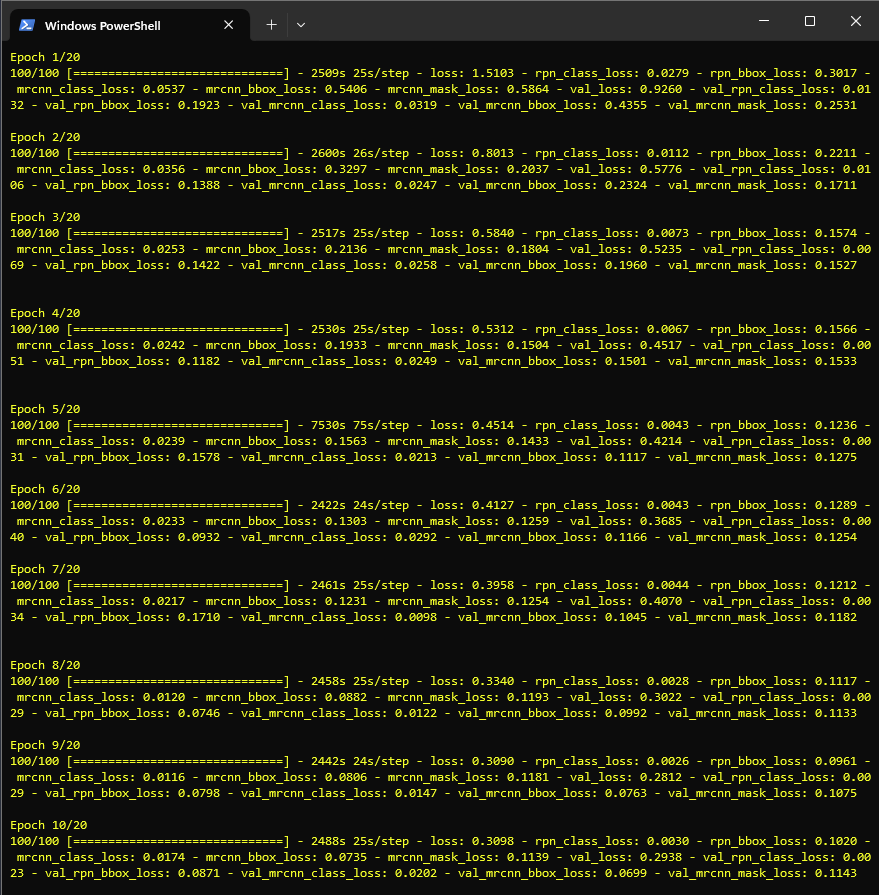 Windows PowerShell
Epoch 1/20
100/100 [==============================] - 2509s 25s/step - loss: 1.5103 - rpn_class_loss: 0.0279 - rpn_bbox_loss: 0.3017 -
mrcnn_class_loss: 0.0537 - mrcnn_bbox_loss: 0.5406 - mrcnn_mask_loss: 0.5864 - val_loss: 0.9260 - val_rpn_class_loss: 0.01
32 - val_rpn_bbox_loss: 0.1923 - val_mrcnn_class_loss: 0.0319 - val_mrcnn_bbox_loss: 0.4355 - val_mrcnn_mask_loss: 0.2531
Epoch 2/20
100/100 [==============================] - 2600s 26s/step - loss: 0.8013 - rpn_class_loss: 0.0112 - rpn_bbox_loss: 0.2211 -
mrcnn_class_loss: 0.0356 - mrcnn_bbox_loss: 0.3297 - mrcnn_mask_loss: 0.2037 - val_loss: 0.5776 - val_rpn_class_loss: 0.01
06 - val_rpn_bbox_loss: 0.1388 - val_mrcnn_class_loss: 0.0247 - val_mrcnn_bbox_loss: 0.2324 - val_mrcnn_mask_loss: 0.1711
Epoch 3/20
100/100 [==============================] - 2517s 25s/step - loss: 0.5840 - rpn_class_loss: 0.0073 - rpn_bbox_loss: 0.1574 -
mrcnn_class_loss: 0.0253 - mrcnn_bbox_loss: 0.2136 - mrcnn_mask_loss: 0.1804 - val_loss: 0.5235 - val_rpn_class_loss: 0.00
69 - val_rpn_bbox_loss: 0.1422 - val_mrcnn_class_loss: 0.0258 - val_mrcnn_bbox_loss: 0.1960 - val_mrcnn_mask_loss: 0.1527
Epoch 4/20
100/100 [==============================] - 2530s 25s/step - loss: 0.5312 - rpn_class_loss: 0.0067 - rpn_bbox_loss: 0.1566 -
mrcnn_class_loss: 0.0242 - mrcnn_bbox_loss: 0.1933 - mrcnn_mask_loss: 0.1504 - val_loss: 0.4517 - val_rpn_class_loss: 0.00
51 - val_rpn_bbox_loss: 0.1182 - val_mrcnn_class_loss: 0.0249 - val_mrcnn_bbox_loss: 0.1501 - val_mrcnn_mask_loss: 0.1533
Epoch 5/20
100/100 [==============================] - 7530s 75s/step - loss: 0.4514 - rpn_class_loss: 0.0043 - rpn_bbox_loss: 0.1236 -
mrcnn_class_loss: 0.0239 - mrcnn_bbox_loss: 0.1563 - mrcnn_mask_loss: 0.1433 - val_loss: 0.4214 - val_rpn_class_loss: 0.00
31 - val_rpn_bbox_loss: 0.1578 - val_mrcnn_class_loss: 0.0213 - val_mrcnn_bbox_loss: 0.1117 - val_mrcnn_mask_loss: 0.1275
Epoch 6/20
100/100 [==============================] - 2422s 24s/step - loss: 0.4127 - rpn_class_loss: 0.0043 - rpn_bbox_loss: 0.1289 -
mrcnn_class_loss: 0.0233 - mrcnn_bbox_loss: 0.1303 - mrcnn_mask_loss: 0.1259 - val_loss: 0.3685 - val_rpn_class_loss: 0.00
40 - val_rpn_bbox_loss: 0.0932 - val_mrcnn_class_loss: 0.0292 - val_mrcnn_bbox_loss: 0.1166 - val_mrcnn_mask_loss: 0.1254
Epoch 7/20
100/100 [==============================] - 2461s 25s/step - loss: 0.3958 - rpn_class_loss: 0.0044 - rpn_bbox_loss: 0.1212 -
mrcnn_class_loss: 0.0217 - mrcnn_bbox_loss: 0.1231 - mrcnn_mask_loss: 0.1254 - val_loss: 0.4070 - val_rpn_class_loss: 0.00
34 - val_rpn_bbox_loss: 0.1710 - val_mrcnn_class_loss: 0.0098 - val_mrcnn_bbox_loss: 0.1045 - val_mrcnn_mask_loss: 0.1182
Epoch 8/20
100/100 [==============================] - 2458s 25s/step - loss: 0.3340 - rpn_class_loss: 0.0028 - rpn_bbox_loss: 0.1117 -
mrcnn_class_loss: 0.0120 - mrcnn_bbox_loss: 0.0882 - mrcnn_mask_loss: 0.1193 - val_loss: 0.3022 - val_rpn_class_loss: 0.00
29 - val_rpn_bbox_loss: 0.0746 - val_mrcnn_class_loss: 0.0122 - val_mrcnn_bbox_loss: 0.0992 - val_mrcnn_mask_loss: 0.1133
Epoch 9/20
100/100 [==============================] - 2442s 24s/step - loss: 0.3090 - rpn_class_loss: 0.0026 - rpn_bbox_loss: 0.0961 -
mrcnn_class_loss: 0.0116 - mrcnn_bbox_loss: 0.0806 - mrcnn_mask_loss: 0.1181 - val_loss: 0.2812 - val_rpn_class_loss: 0.00
29 - val_rpn_bbox_loss: 0.0798 - val_mrcnn_class_loss: 0.0147 - val_mrcnn_bbox_loss: 0.0763 - val_mrcnn_mask_loss: 0.1075
Epoch 10/20
100/100 [==============================] - 2488s 25s/step - loss: 0.3098 - rpn_class_loss: 0.0030 - rpn_bbox_loss: 0.1020 -
mrcnn_class_loss: 0.0174 - mrcnn_bbox_loss: 0.0735 - mrcnn_mask_loss: 0.1139 - val_loss: 0.2938 - val_rpn_class_loss: 0.00
23 - val_rpn_bbox_loss: 0.0871 - val_mrcnn_class_loss: 0.0202 - val_mrcnn_bbox_loss: 0.0699 - val_mrcnn_mask_loss: 0.1143